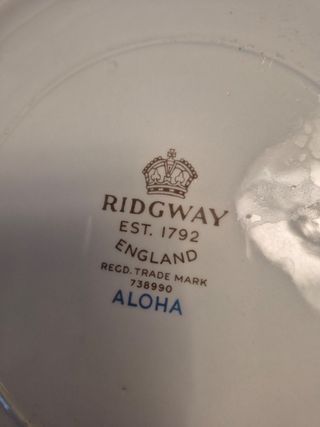 RIDGWAY
EST. 1792
ENGLAND
REGD. TRADE MARK
738990
ALOHA